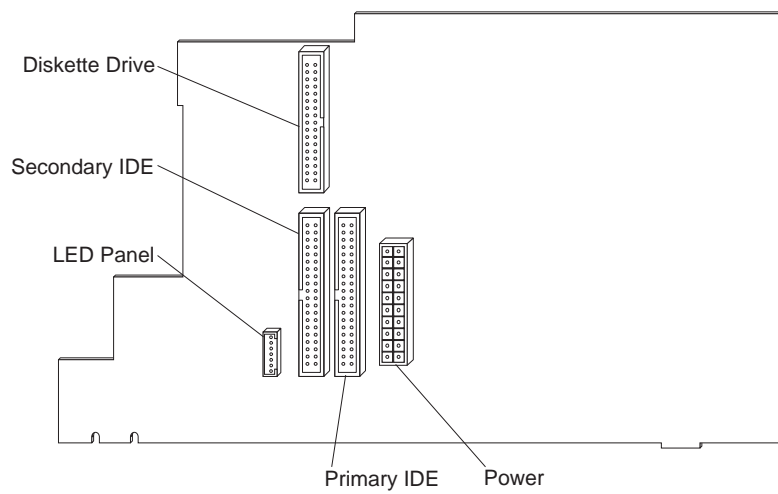 Diskette Drive
Secondary IDE
LED Panel
Primary IDE
Power